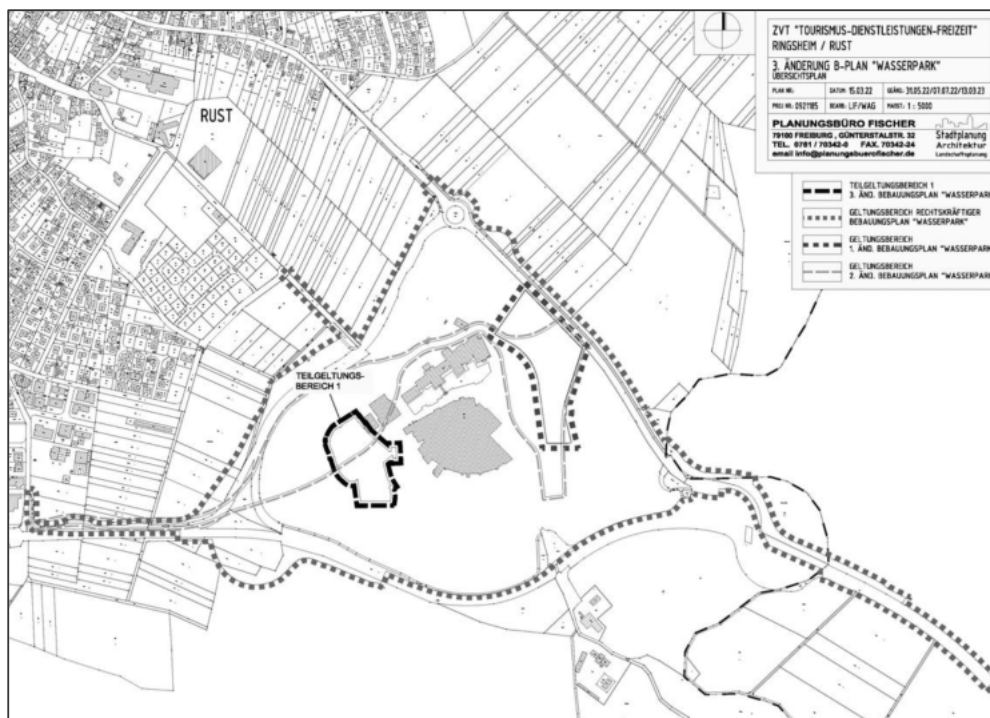 ZVT "TOURISMUS-DIENSTLEISTUNGEN-FREIZEIT"
RINGSHEIM / RUST
3. ÄNDERUNG B-PLAN "WASSERPARK"
ÜBERSICHTSPLAN
PLAN NR: DATUM: 15.03.22 GEÄND.: 31.05.22/07.07.22/13.03.23
PROJ NR: 0921185 BEARB: LIF/WAG MAßST: 1 : 5000
PLANUNGSBÜRO FISCHER
79100 FREIBURG, GÜNTERSTALSTR. 32
TEL. 0761 / 70342-0 FAX. 70342-24
email info@planungsbuerofischer.de
Stadtplanung
Architektur
Landschaftsplanung
TEILGELTUNGSBEREICH 1
3. ÄND. BEBAUUNGSPLAN "WASSERPARK
GELTUNGSBEREICH RECHTSKRÄFTIGER
BEBAUUNGSPLAN "WASSERPARK"
GELTUNGSBEREICH
1. ÄND. BEBAUUNGSPLAN "WASSERPARK"
GELTUNGSBEREICH
2. ÄND. BEBAUUNGSPLAN "WASSERPARK"
RUST
TEILGELTUNGS-
BEREICH 1